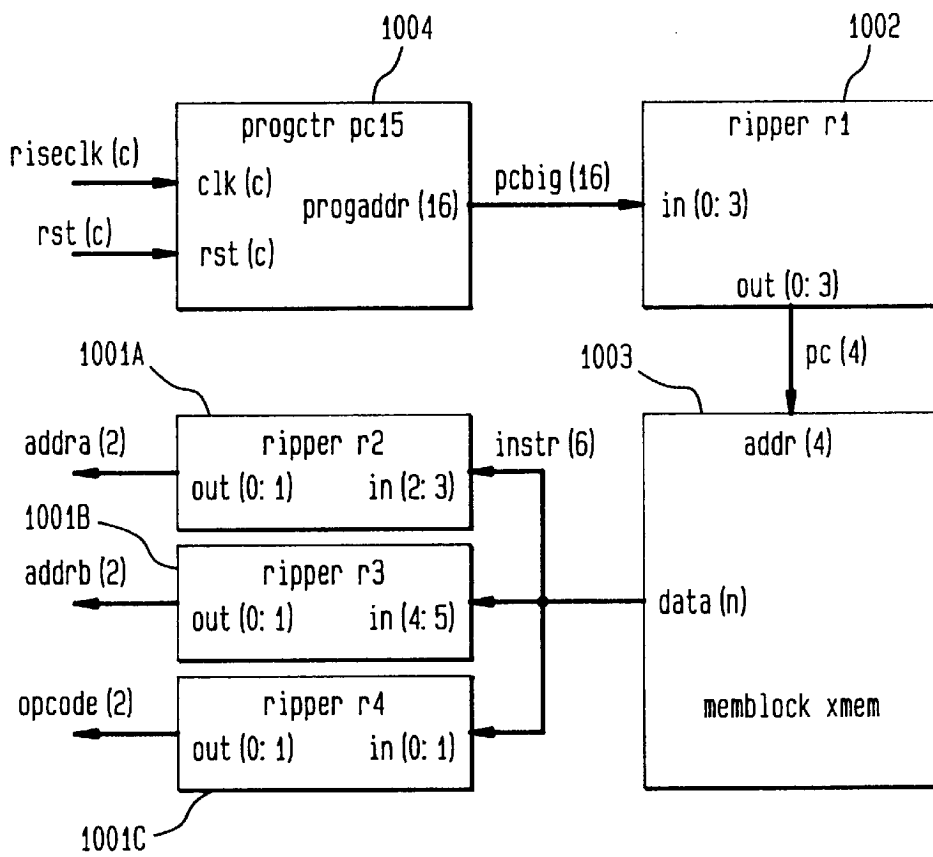 1004
1002
progctr pc15
ripper r1
riseclk (c)
clk (c)
pcbig (16)
progaddr (16)
in (0: 3)
rst (c)
rst (c)
out (0: 3)
pc (4)
1001A
1003
ripper r2
instr (6)
addr (4)
addra (2)
out (0: 1)
in (2: 3)
1001B
ripper r3
addrb (2)
out (0: 1)
in (4: 5)
data (n)
ripper r4
opcode (2)
out (0: 1)
in (0: 1)
memblock xmem
1001C